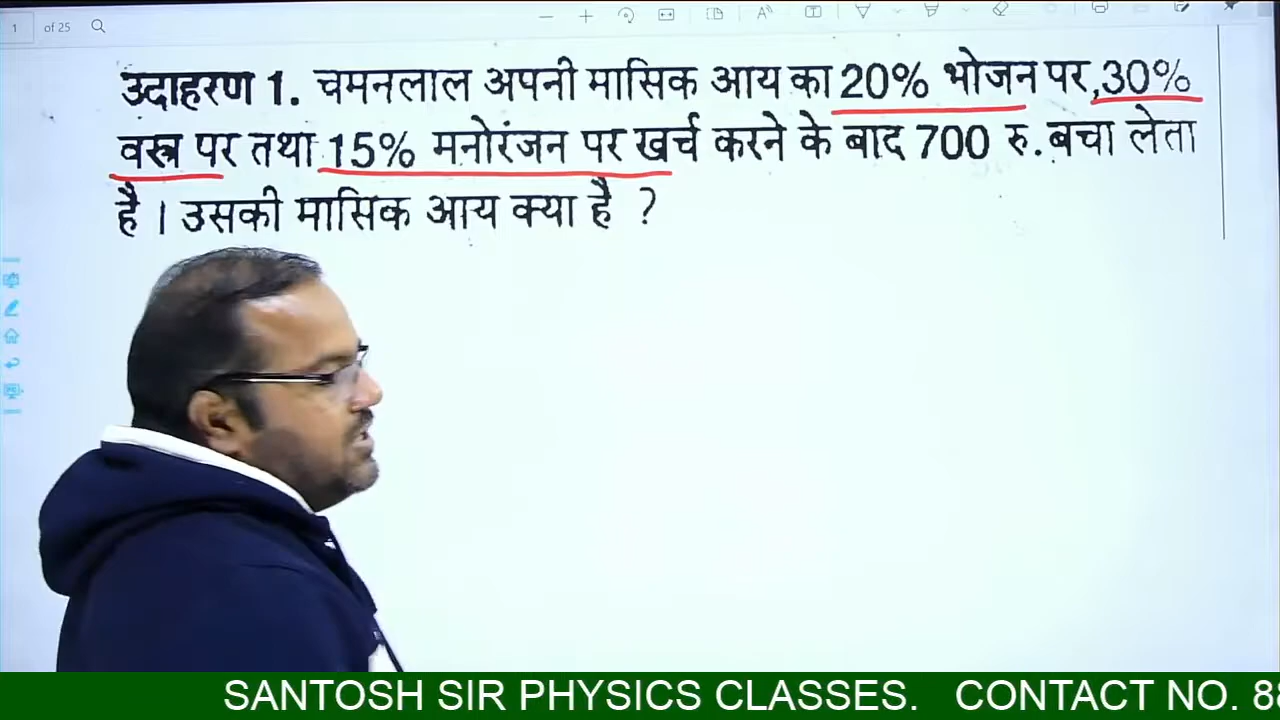 1 of 25
उदाहरण 1. चमनलाल अपनी मासिक आय का 20% भोजन पर, 30%
वस्त्र पर तथा 15% मनोरंजन पर खर्च करने के बाद 700 रु. बचा लेता
है । उसकी मासिक आय क्या है ?
SANTOSH SIR PHYSICS CLASSES. CONTACT NO. 88